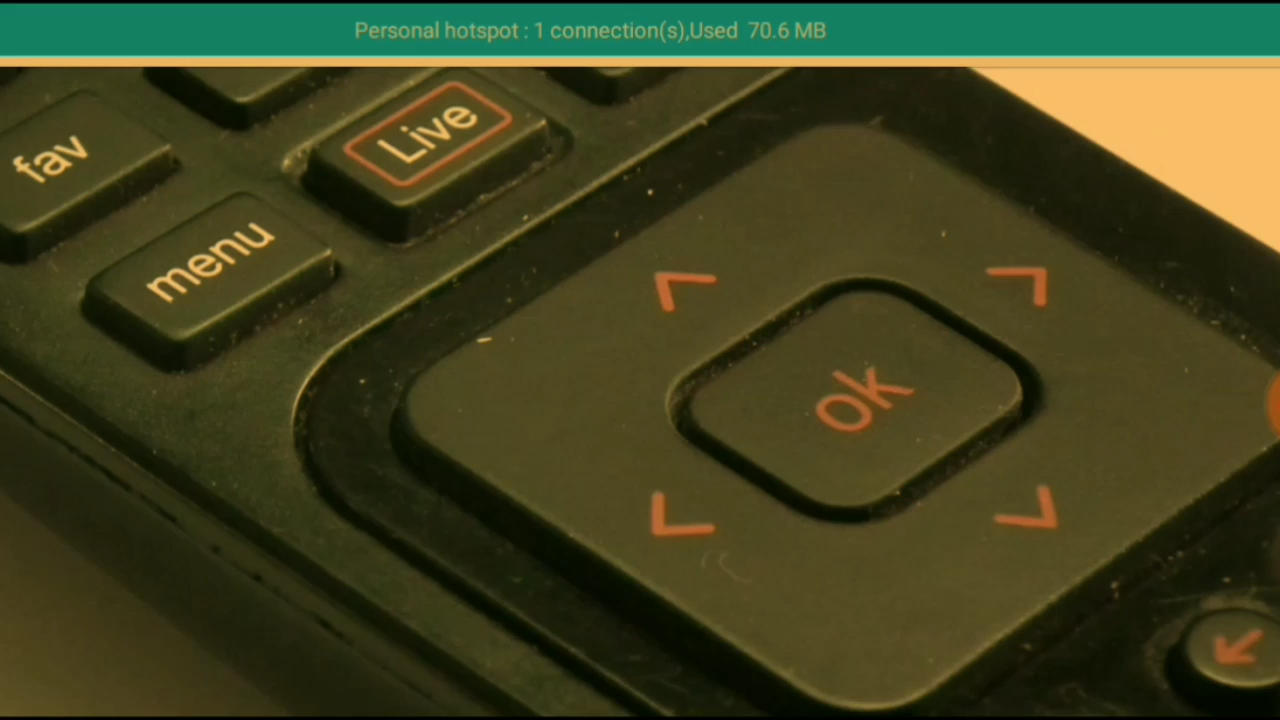 Personal hotspot : 1 connection(s),Used 70.6 MB
fav
Live
menu
ok